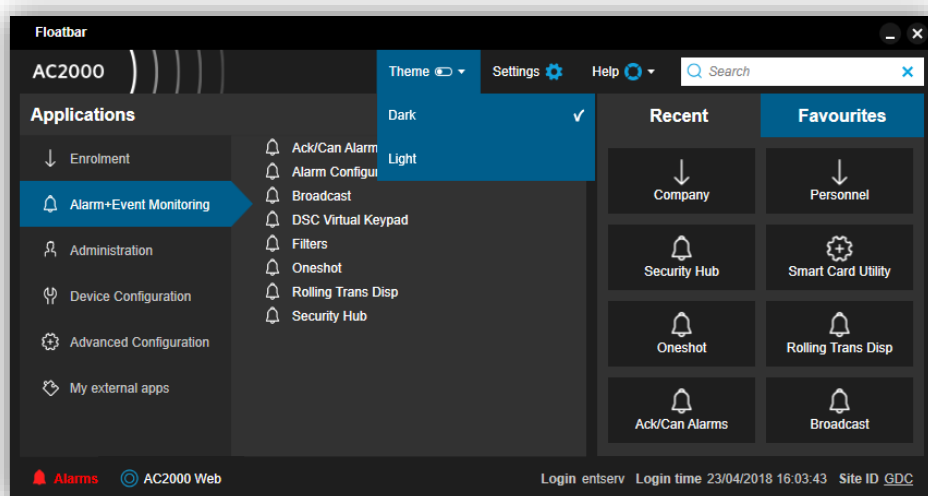 Floatbar
AC2000
Theme
Settings
Help
Search
Applications
Dark
Light
Recent
Favourites
Enrolment
Alarm+Event Monitoring
Administration
Device Configuration
Advanced Configuration
My external apps
Ack/Can Alarm
Alarm Configu
Broadcast
DSC Virtual Keypad
Filters
Oneshot
Rolling Trans Disp
Security Hub
Company
Personnel
Security Hub
Smart Card Utility
Oneshot
Rolling Trans Disp
Ack/Can Alarms
Broadcast
Alarms
AC2000 Web
Login entserv Login time 23/04/2018 16:03:43 Site ID GDC